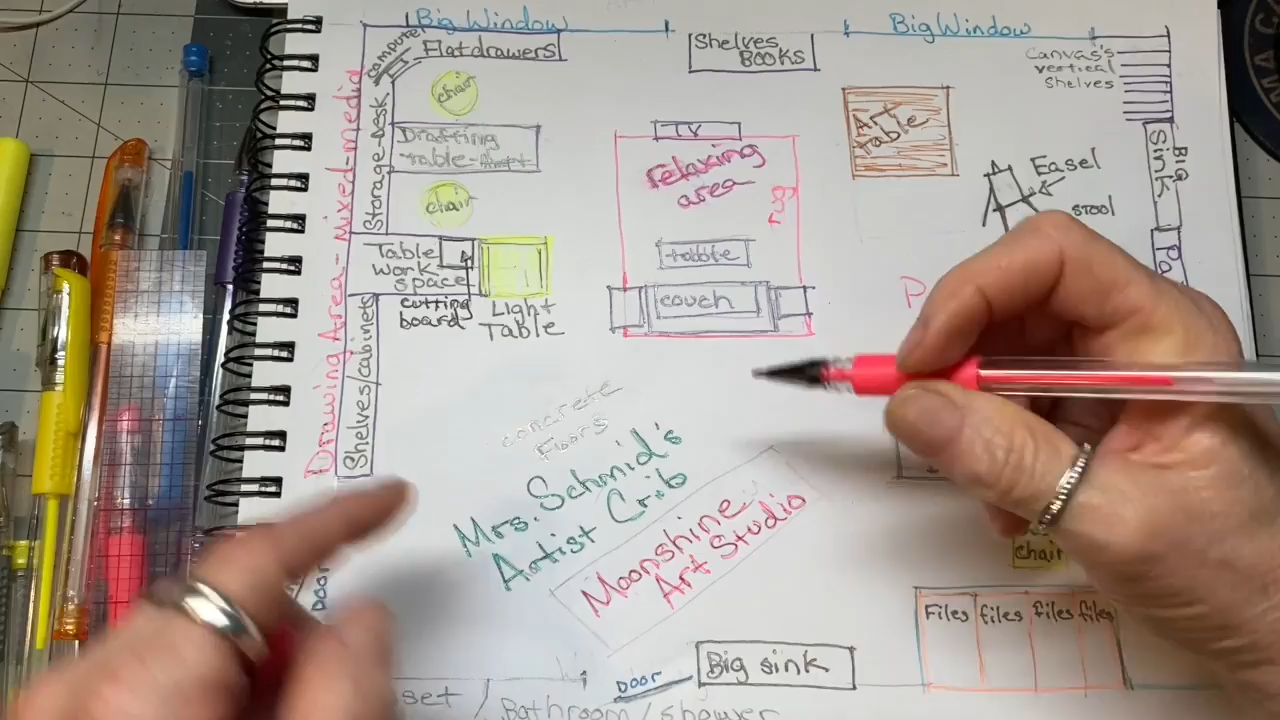 Big Window
Big Window
computer
Flatdrawers
Shelves
BOOKS
Canvas's
vertical
Shelves
Drawing Area - Mixed-media
Storage-Desk
chair
Drafting
table-
chair
TV
relaxing
area
rug
table
couch
Art
table
Easel
STOOL
Sink
Big
Table
work
space
cutting
board
Light
Table
Shelves/cabinets
concrete
Floors
Mrs. Schmid's
Artist Crib
Moonshine
Art Studio
chair
Files files files files
Door
Door
Big sink
Bathroom/shower